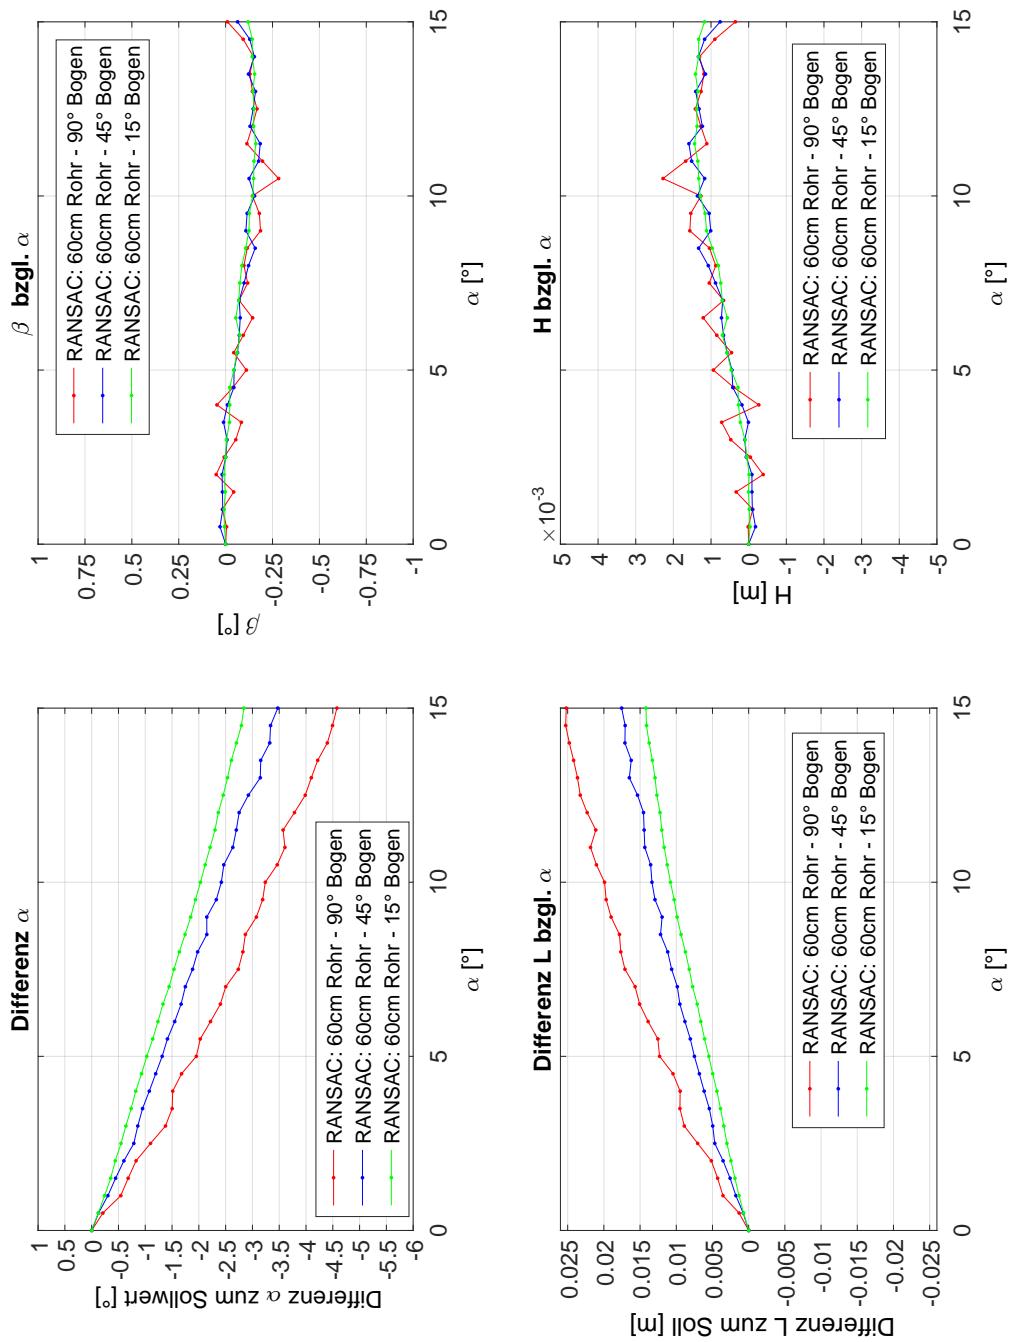 Differenz α
Differenz α zum Sollwert [°]
1
0.5
0
-0.5
-1
-1.5
-2
-2.5
-3
-3.5
-4
-4.5
-5
-5.5
-6
RANSAC: 60cm Rohr - 90° Bogen
RANSAC: 60cm Rohr - 45° Bogen
RANSAC: 60cm Rohr - 15° Bogen
0 5 10 15
α [°]
β bzgl. α
β [°]
1
0.75
0.5
0.25
0
-0.25
-0.5
-0.75
-1
RANSAC: 60cm Rohr - 90° Bogen
RANSAC: 60cm Rohr - 45° Bogen
RANSAC: 60cm Rohr - 15° Bogen
0 5 10 15
α [°]
Differenz L bzgl. α
Differenz L zum Soll [m]
0.025
0.02
0.015
0.01
0.005
0
-0.005
-0.01
-0.015
-0.02
-0.025
RANSAC: 60cm Rohr - 90° Bogen
RANSAC: 60cm Rohr - 45° Bogen
RANSAC: 60cm Rohr - 15° Bogen
0 5 10 15
α [°]
H bzgl. α
×10⁻³
H [m]
5
4
3
2
1
0
-1
-2
-3
-4
-5
RANSAC: 60cm Rohr - 90° Bogen
RANSAC: 60cm Rohr - 45° Bogen
RANSAC: 60cm Rohr - 15° Bogen
0 5 10 15
α [°]